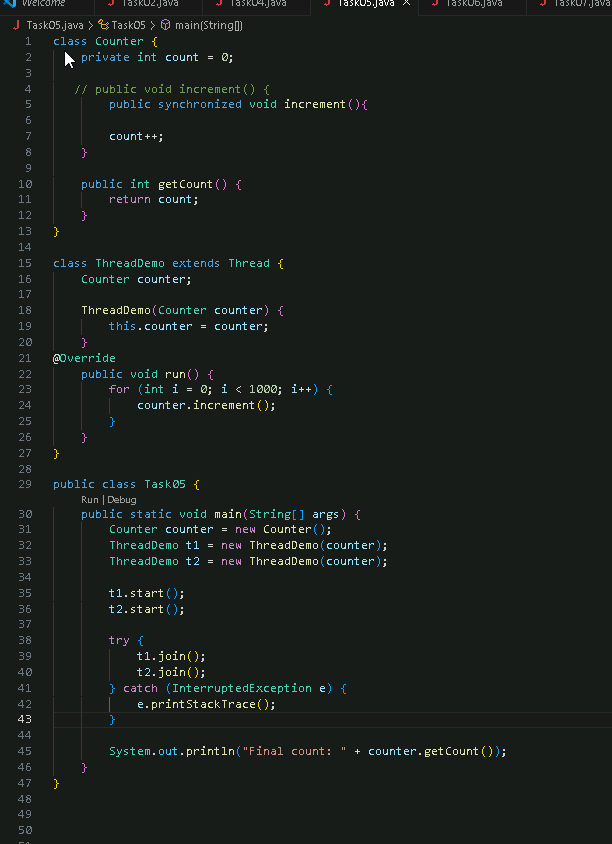 Welcome Task02.java Task04.java Task05.java Task06.java Task07.java
Task05.java > Task05 > main(String[])
1 class Counter {
2 private int count = 0;
3
4 // public void increment() {
5 public synchronized void increment(){
6
7 count++;
8 }
9
10 public int getCount() {
11 return count;
12 }
13 }
14
15 class ThreadDemo extends Thread {
16 Counter counter;
17
18 ThreadDemo(Counter counter) {
19 this.counter = counter;
20 }
21 @Override
22 public void run() {
23 for (int i = 0; i < 1000; i++) {
24 counter.increment();
25 }
26 }
27 }
28
29 public class Task05 {
Run | Debug
30 public static void main(String[] args) {
31 Counter counter = new Counter();
32 ThreadDemo t1 = new ThreadDemo(counter);
33 ThreadDemo t2 = new ThreadDemo(counter);
34
35 t1.start();
36 t2.start();
37
38 try {
39 t1.join();
40 t2.join();
41 } catch (InterruptedException e) {
42 e.printStackTrace();
43 }
44
45 System.out.println("Final count: " + counter.getCount());
46 }
47 }
48
49
50